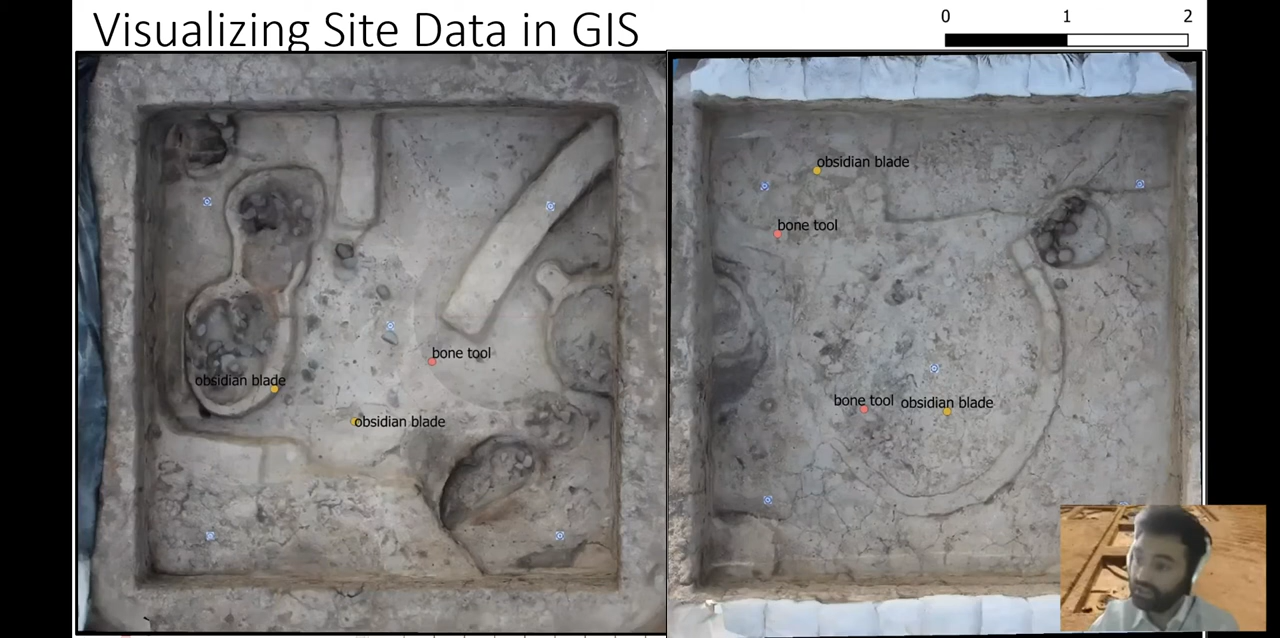 Visualizing Site Data in GIS
0 1 2
obsidian blade
bone tool
bone tool
obsidian blade
obsidian blade
bone tool obsidian blade